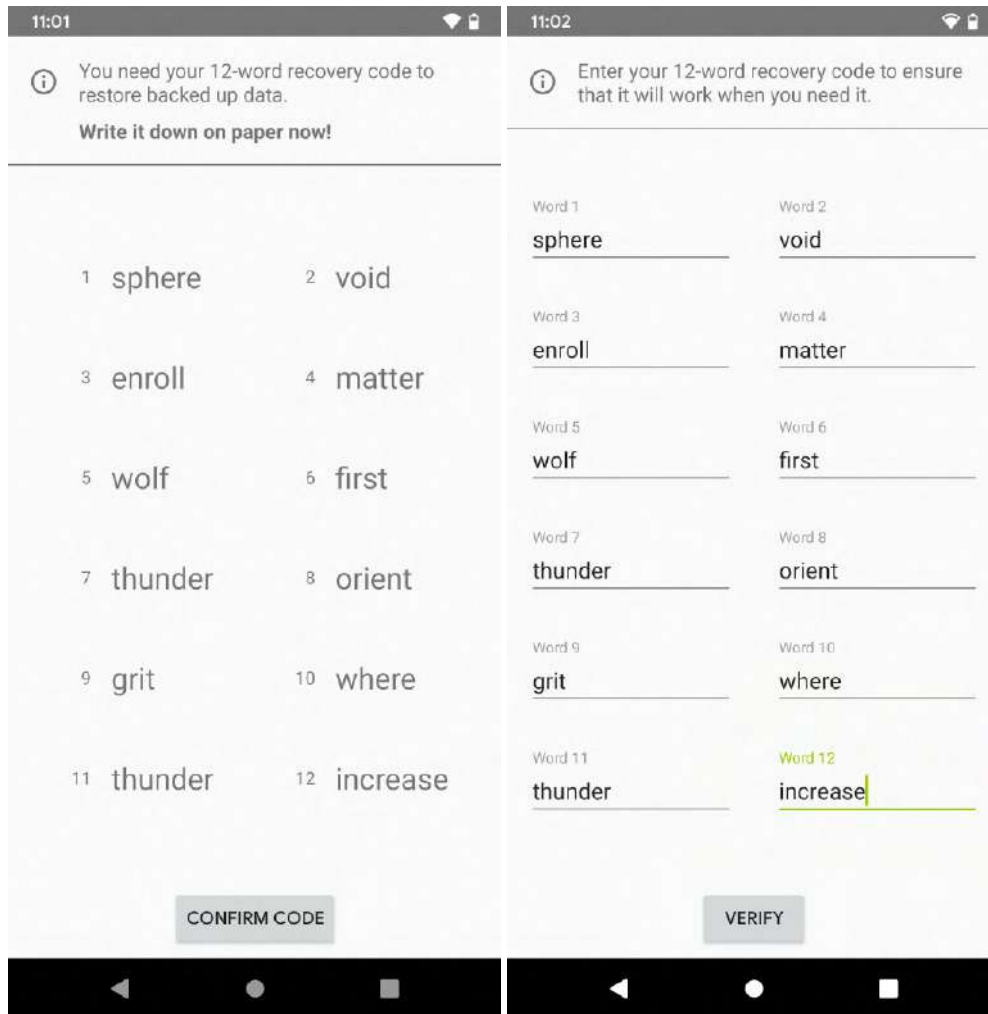 11:01
You need your 12-word recovery code to
restore backed up data.
Write it down on paper now!
1 sphere 2 void
3 enroll 4 matter
5 wolf 6 first
7 thunder 8 orient
9 grit 10 where
11 thunder 12 increase
CONFIRM CODE
11:02
Enter your 12-word recovery code to ensure
that it will work when you need it.
Word 1 Word 2
sphere void
Word 3 Word 4
enroll matter
Word 5 Word 6
wolf first
Word 7 Word 8
thunder orient
Word 9 Word 10
grit where
Word 11 Word 12
thunder increase
VERIFY